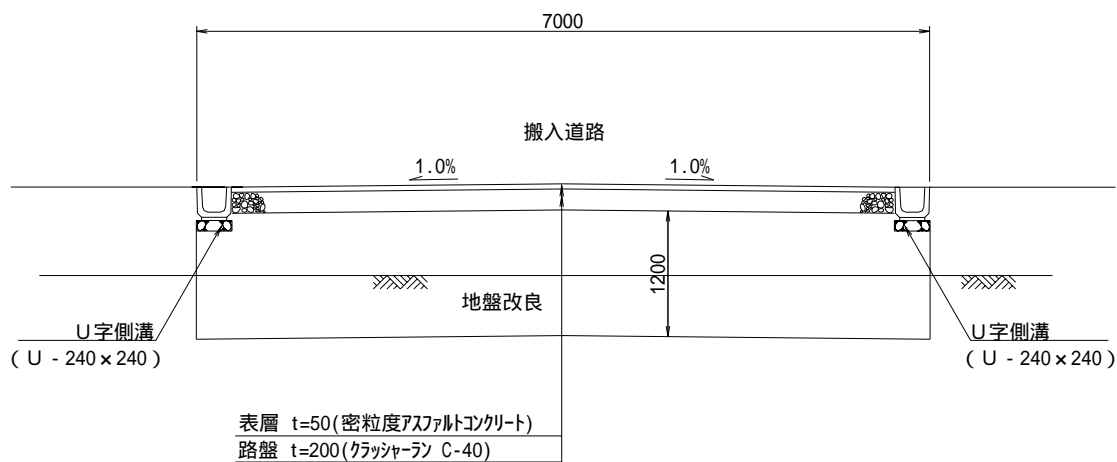 7000
搬入道路
1.0%
1.0%
1200
地盤改良
U字側溝
(U-240×240)
U字側溝
(U-240×240)
表層 t=50(密粒度アスファルトコンクリート)
路盤 t=200(クラッシャーラン C-40)